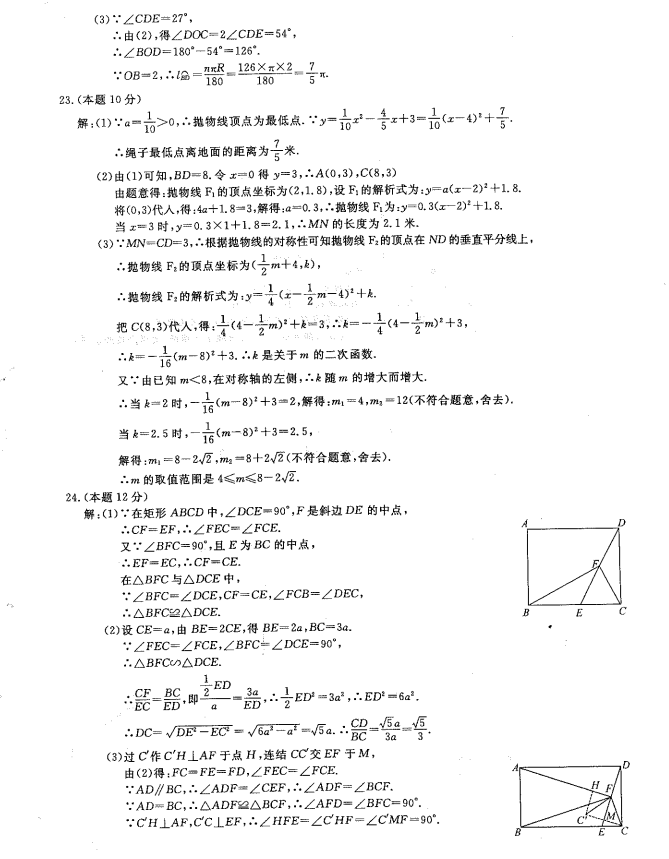 (3)∵∠CDE=27°,
∴由(2),得∠DOC=2∠CDE=54°,
∴∠BOD=180°-54°=126°.
∵OB=2,∴l弧=nπR/180=126×π×2/180=7/5π.
23.(本题10分)
解:(1)∵a=1/10>0,∴抛物线顶点为最低点.∵y=1/10x²-4/5x+3=1/10(x-4)²+7/5.
∴绳子最低点离地面的距离为7/5米.
(2)由(1)可知,BD=8.令x=0得y=3,∴A(0,3),C(8,3)
由题意得:抛物线F₁的顶点坐标为(2,1.8),设F₁的解析式为:y=a(x-2)²+1.8.
将(0,3)代入,得:4a+1.8=3,解得:a=0.3,∴抛物线F₁为:y=0.3(x-2)²+1.8.
当x=3时,y=0.3×1+1.8=2.1,∴MN的长度为2.1米.
(3)∵MN=CD=3,∴根据抛物线的对称性可知抛物线F₂的顶点在ND的垂直平分线上,
∴抛物线F₂的顶点坐标为(1/2m+4,k),
∴抛物线F₂的解析式为:y=1/4(x-1/2m-4)²+k.
把C(8,3)代入,得:1/4(4-1/2m)²+k=3,∴k=-1/4(4-1/2m)²+3,
∴k=-1/16(m-8)²+3.∴k是关于m的二次函数.
又∵由已知m<8,在对称轴的左侧,∴k随m的增大而增大.
∴当k=2时,-1/16(m-8)²+3=2,解得:m₁=4,m₂=12(不符合题意,舍去).
当k=2.5时,-1/16(m-8)²+3=2.5,
解得:m₁=8-2√2,m₂=8+2√2(不符合题意,舍去).
∴m的取值范围是4≤m≤8-2√2.
24.(本题12分)
解:(1)∵在矩形ABCD中,∠DCE=90°,F是斜边DE的中点,
∴CF=EF,∴∠FEC=∠FCE.
又∵∠BFC=90°,且E为BC的中点,
∴EF=EC,∴CF=CE.
在△BFC与△DCE中,
∵∠BFC=∠DCE,CF=CE,∠FCB=∠DEC,
∴△BFC≌△DCE.
A D F B E C
(2)设CE=a,由BE=2CE,得BE=2a,BC=3a.
∵∠FEC=∠FCE,∠BFC=∠DCE=90°,
∴△BFC∽△DCE.
∴CF/EC=BC/ED,即1/2ED/a=3a/ED,∴1/2ED²=3a²,∴ED²=6a².
∴DC=√DE²-EC²=√6a²-a²=√5a.∴CD/BC=√5a/3a=√5/3.
(3)过C′作C′H⊥AF于点H,连结CC′交EF于M,
由(2)得:FC=FE=FD,∠FEC=∠FCE.
∵AD∥BC,∴∠ADF=∠CEF,∴∠ADF=∠BCF.
∵AD=BC,∴△ADF≌△BCF,∴∠AFD=∠BFC=90°.
∵C′H⊥AF,C′C⊥EF,∴∠HFE=∠C′HF=∠C′MF=90°.
A D H F C′ M B E C